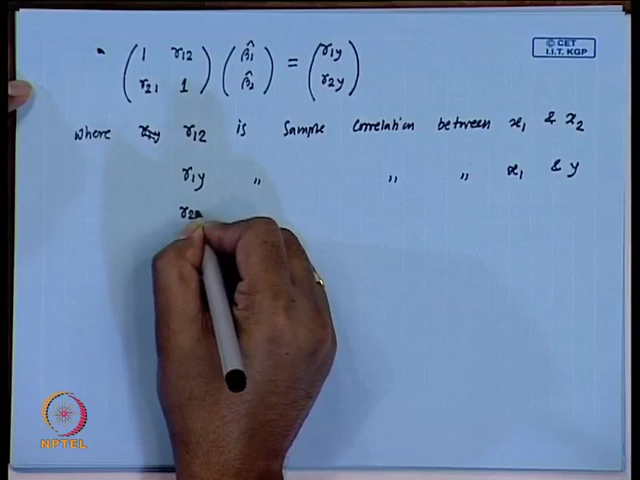 ( 1 r12 ; r21 1 ) ( β̂1 ; β̂2 ) = ( r1y ; r2y )
© CET
I.I.T. KGP
where r12 is Sample Correlation between x1 & x2
r1y " " " x1 & y
r2
NPTEL